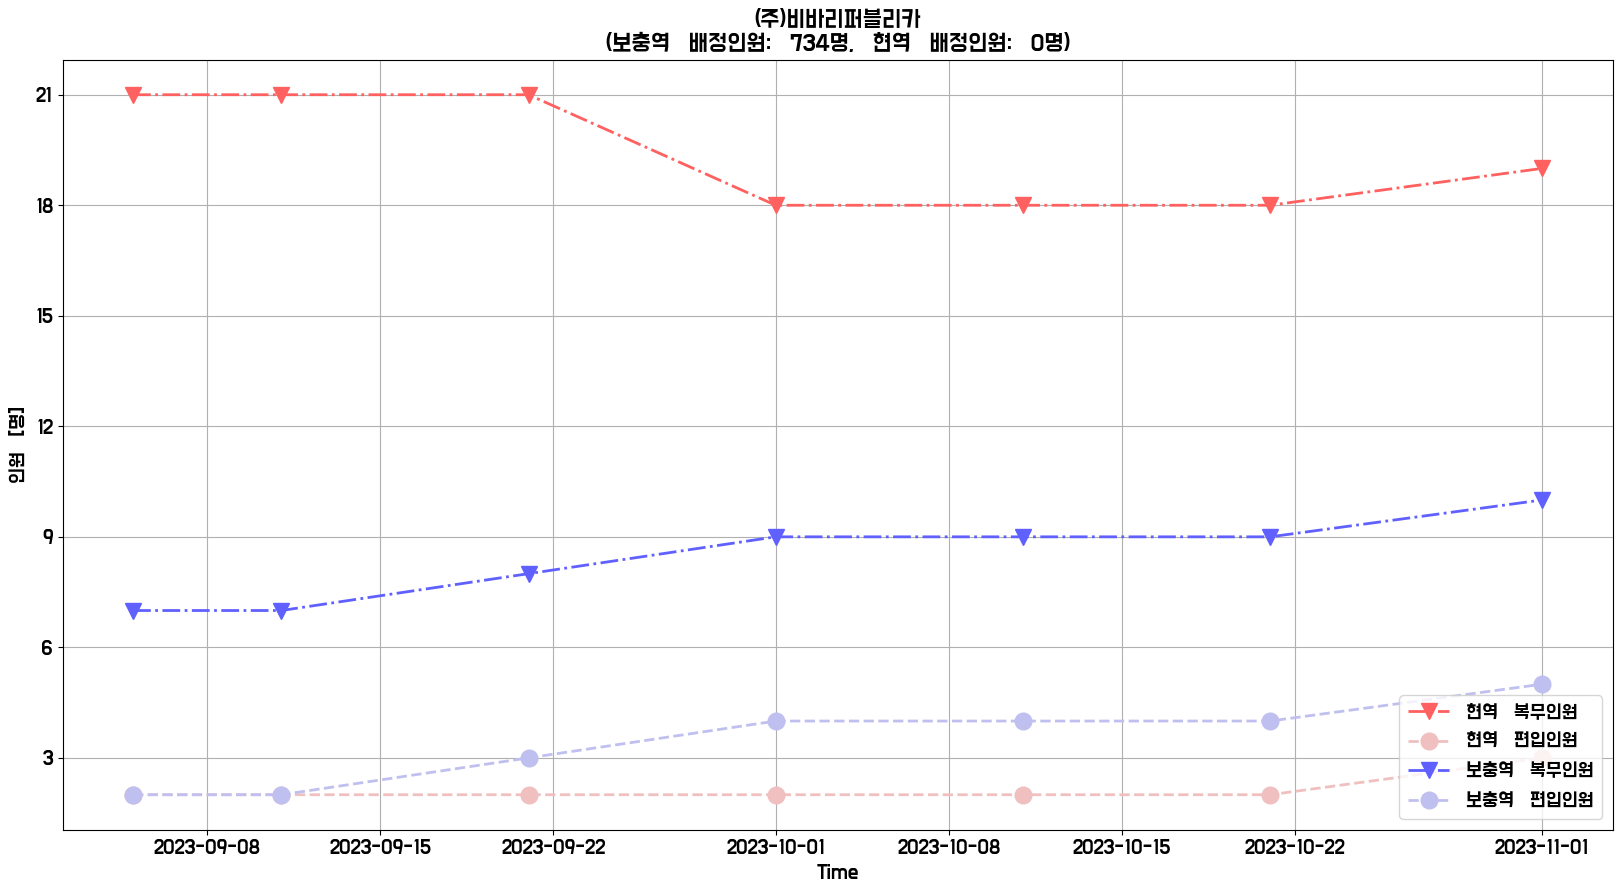 (주)비바리퍼블리카
(보충역 배정인원: 734명, 현역 배정인원: 0명)
21
18
15
12
9
6
3
인원 [명]
현역 복무인원
현역 편입인원
보충역 복무인원
보충역 편입인원
2023-09-08 2023-09-15 2023-09-22 2023-10-01 2023-10-08 2023-10-15 2023-10-22 2023-11-01
Time